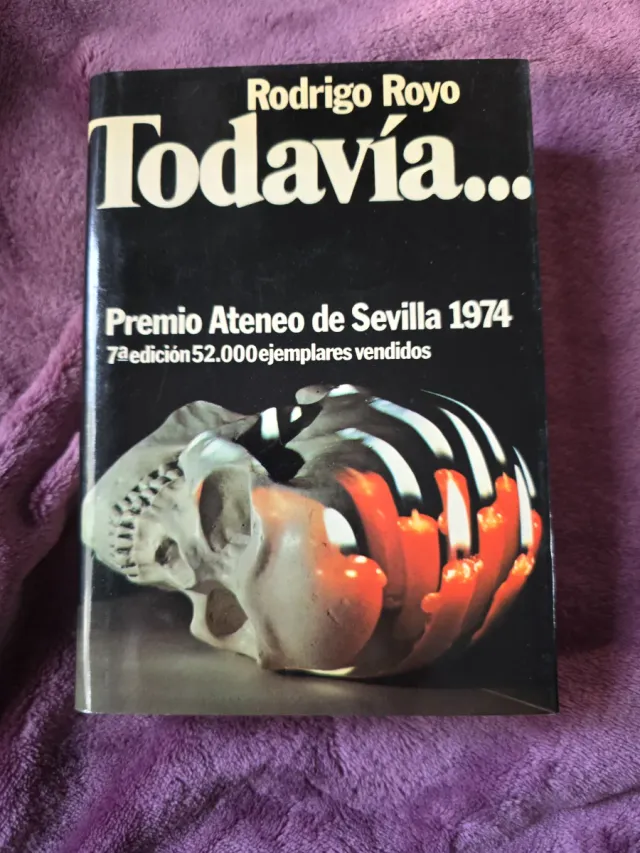 Rodrigo Royo
Todavía...
Premio Ateneo de Sevilla 1974
7ª edición 52.000 ejemplares vendidos